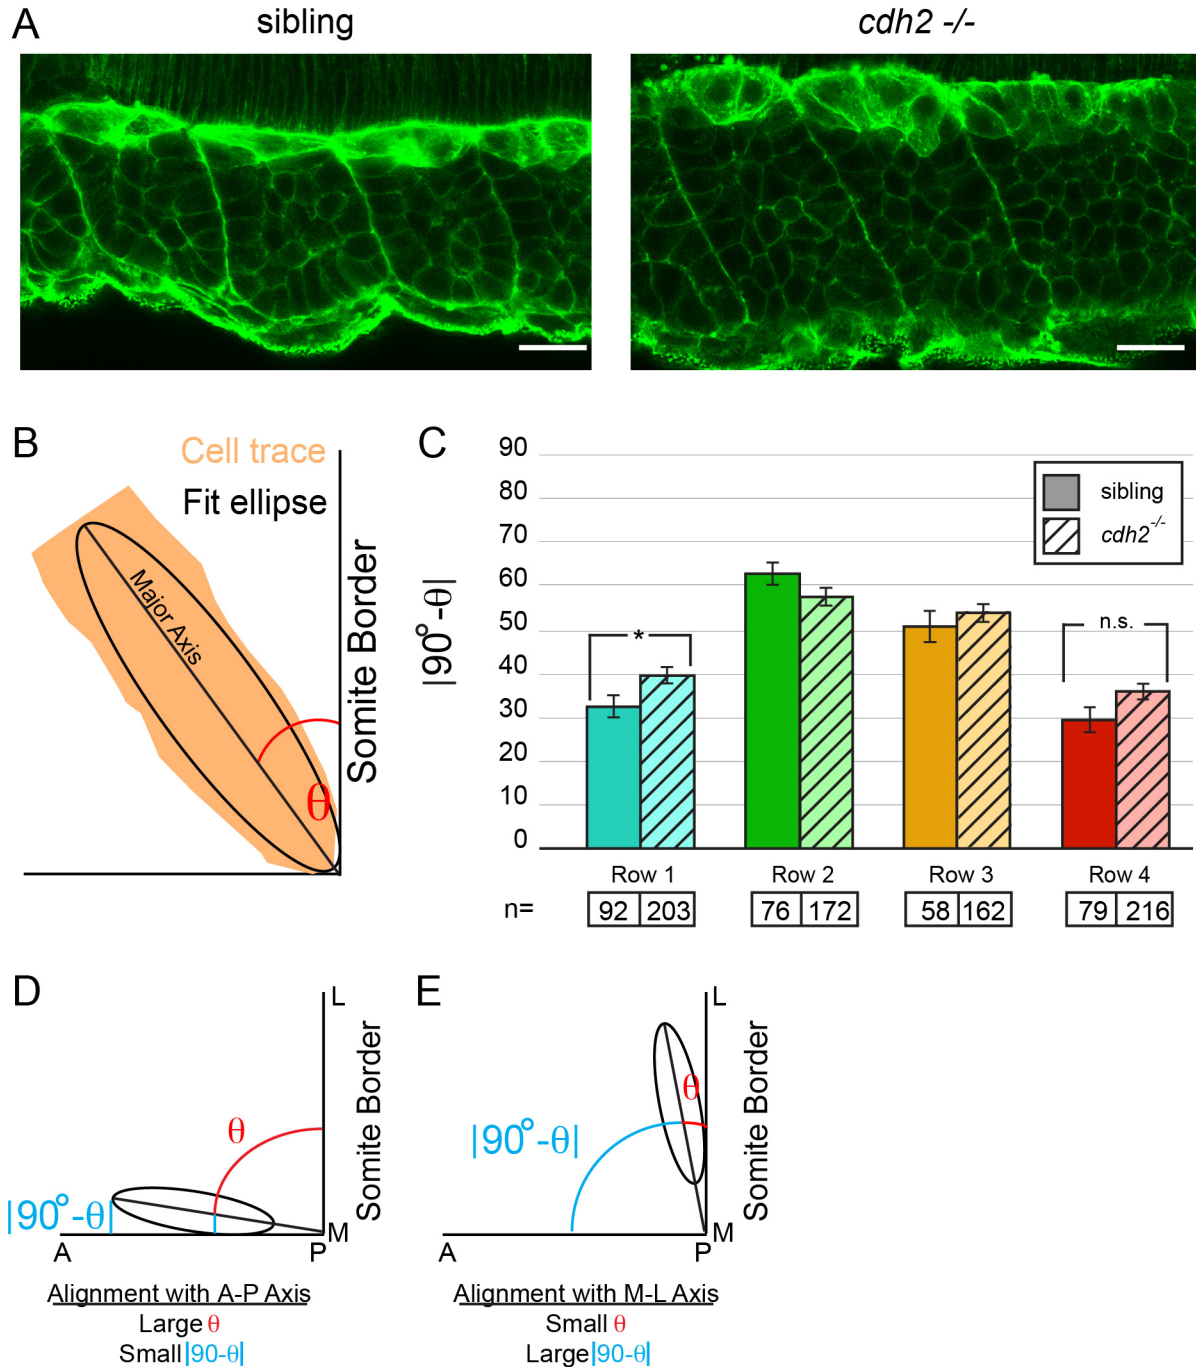 A
sibling
cdh2 -/-
B
Cell trace
Fit ellipse
Major Axis
θ
Somite Border
C
|90°-θ|
90
80
70
60
50
40
30
20
10
0
sibling
cdh2-/-
*
n.s.
Row 1
Row 2
Row 3
Row 4
n=
92 203
76 172
58 162
79 216
D
L
θ
|90°-θ|
Somite Border
M
A
P
Alignment with A-P Axis
Large θ
Small |90-θ|
E
L
θ
|90°-θ|
Somite Border
M
A
P
Alignment with M-L Axis
Small θ
Large |90-θ|